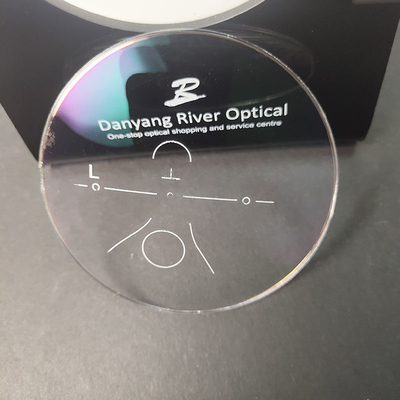 Danyang River Optical
One-stop optical shopping and service centre
L